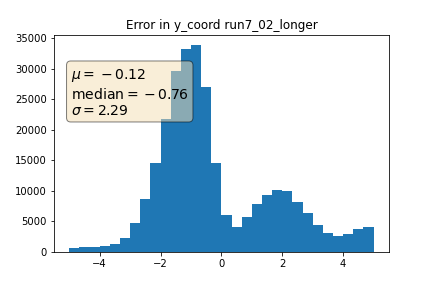 Error in y_coord run7_02_longer
35000
30000
25000
20000
15000
10000
5000
0
μ = −0.12
median = −0.76
σ = 2.29
−4 −2 0 2 4